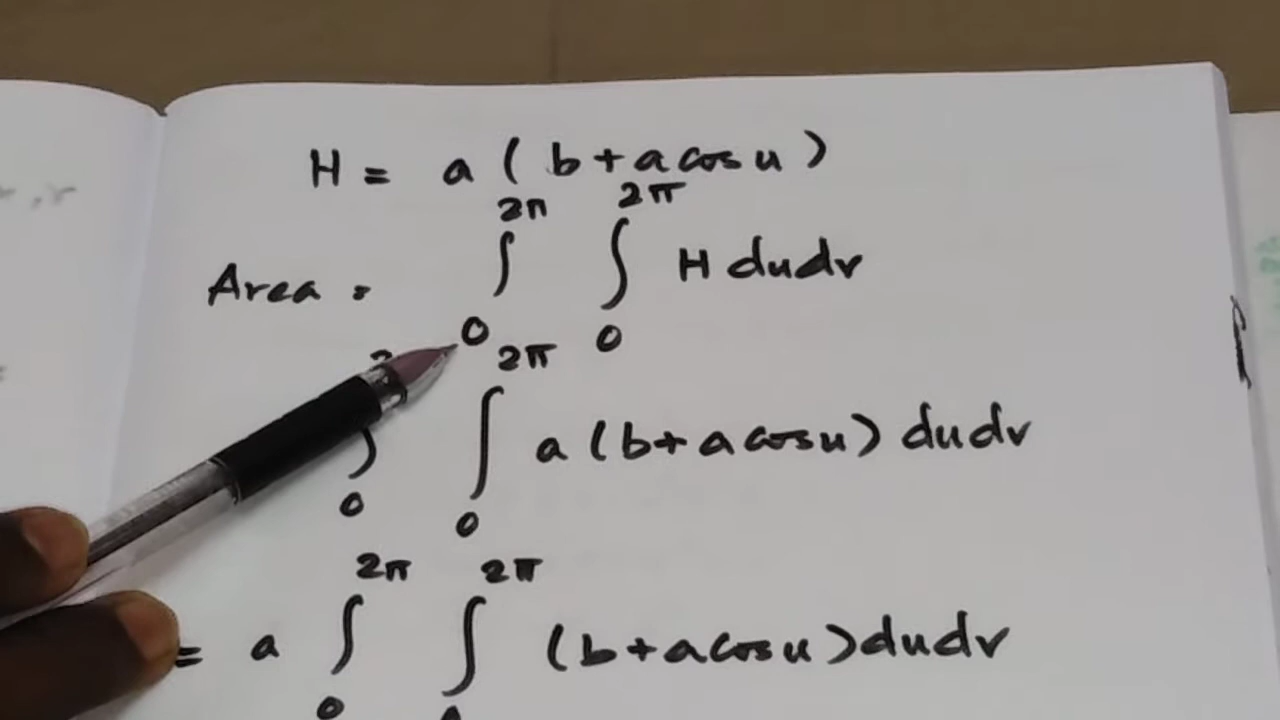 H = a ( b + a cos u )
Area = ∫₀^2π ∫₀^2π H du dv
∫₀ ∫₀^2π a ( b + a cos u ) du dv
= a ∫₀^2π ∫^2π ( b + a cos u ) du dv